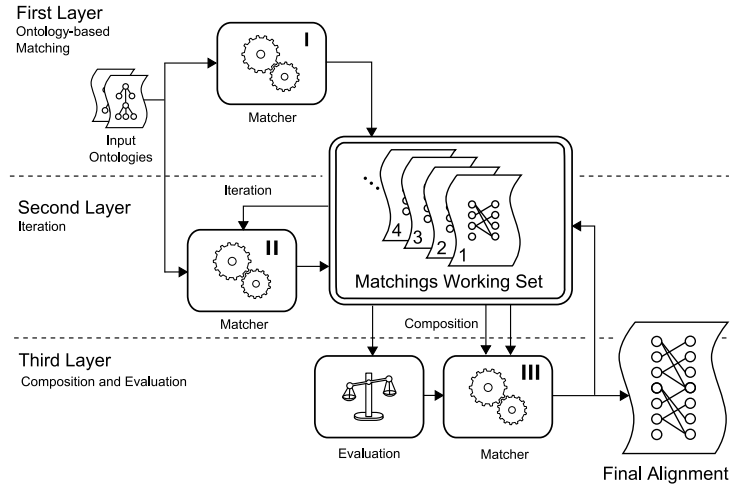 First Layer
Ontology-based
Matching
I
Matcher
Input
Ontologies
Second Layer
Iteration
Iteration
II
Matcher
4
3
2
1
Matchings Working Set
Composition
Third Layer
Composition and Evaluation
Evaluation
III
Matcher
Final Alignment